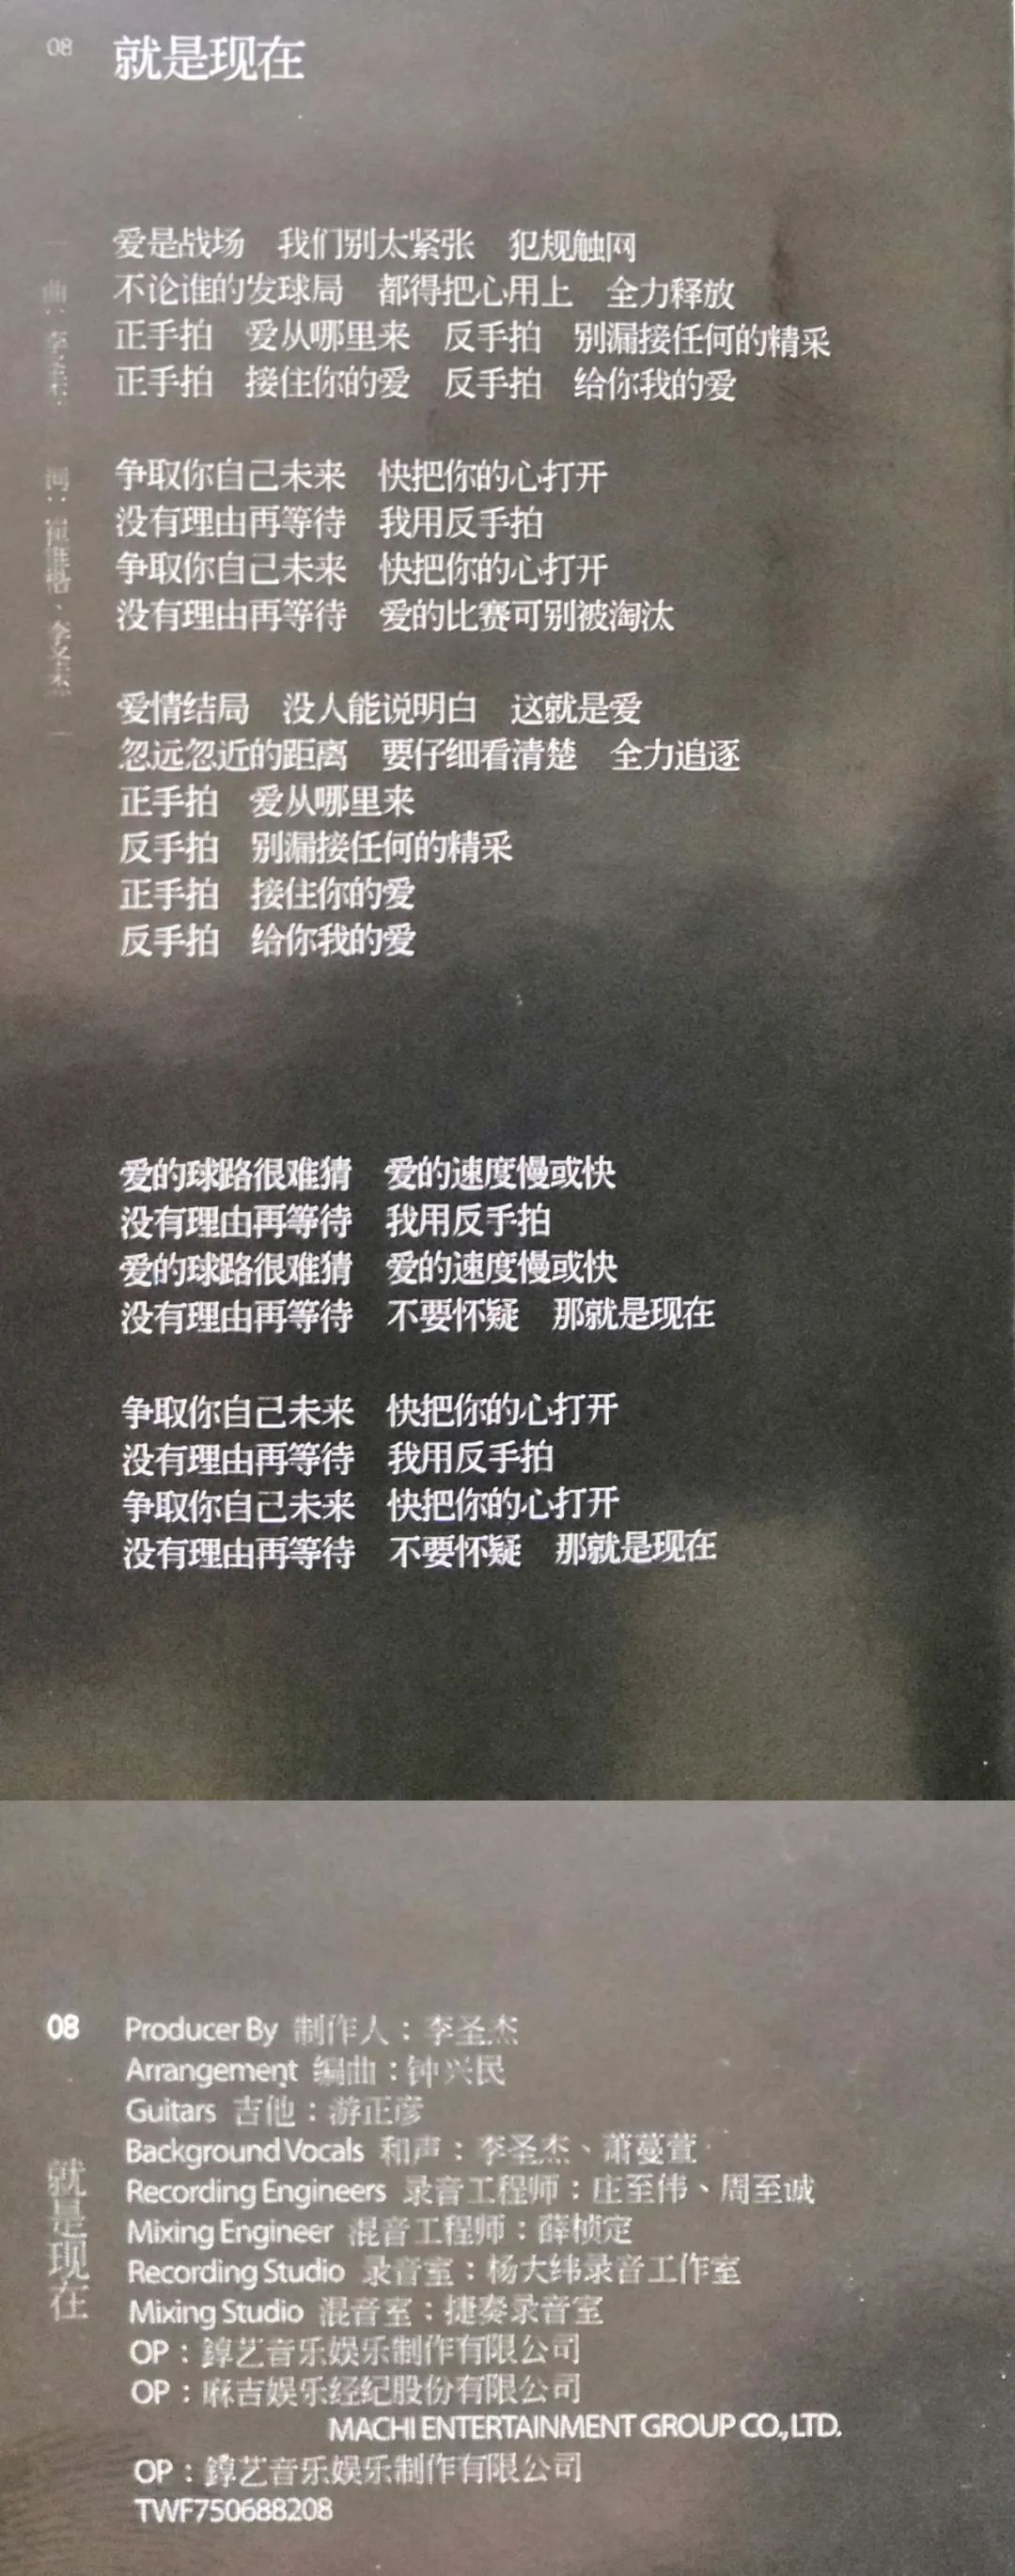 08 就是现在
曲：李圣杰
词：崔惟楷、李圣杰
爱是战场　我们别太紧张　犯规触网
不论谁的发球局　都得把心用上　全力释放
正手拍　爱从哪里来　反手拍　别漏接任何的精采
正手拍　接住你的爱　反手拍　给你我的爱
争取你自己未来　快把你的心打开
没有理由再等待　我用反手拍
争取你自己未来　快把你的心打开
没有理由再等待　爱的比赛可别被淘汰
爱情结局　没人能说明白　这就是爱
忽远忽近的距离　要仔细看清楚　全力追逐
正手拍　爱从哪里来
反手拍　别漏接任何的精采
正手拍　接住你的爱
反手拍　给你我的爱
爱的球路很难猜　爱的速度慢或快
没有理由再等待　我用反手拍
爱的球路很难猜　爱的速度慢或快
没有理由再等待　不要怀疑　那就是现在
争取你自己未来　快把你的心打开
没有理由再等待　我用反手拍
争取你自己未来　快把你的心打开
没有理由再等待　不要怀疑　那就是现在
08
就是现在
Producer By 制作人：李圣杰
Arrangement 编曲：钟兴民
Guitars 吉他：游正彦
Background Vocals 和声：李圣杰、萧蔓萱
Recording Engineers 录音工程师：庄至伟、周至诚
Mixing Engineer 混音工程师：薛桢定
Recording Studio 录音室：杨大纬录音工作室
Mixing Studio 混音室：捷奏录音室
OP：錞艺音乐娱乐制作有限公司
OP：麻吉娱乐经纪股份有限公司
MACHI ENTERTAINMENT GROUP CO., LTD.
OP：錞艺音乐娱乐制作有限公司
TWF750688208